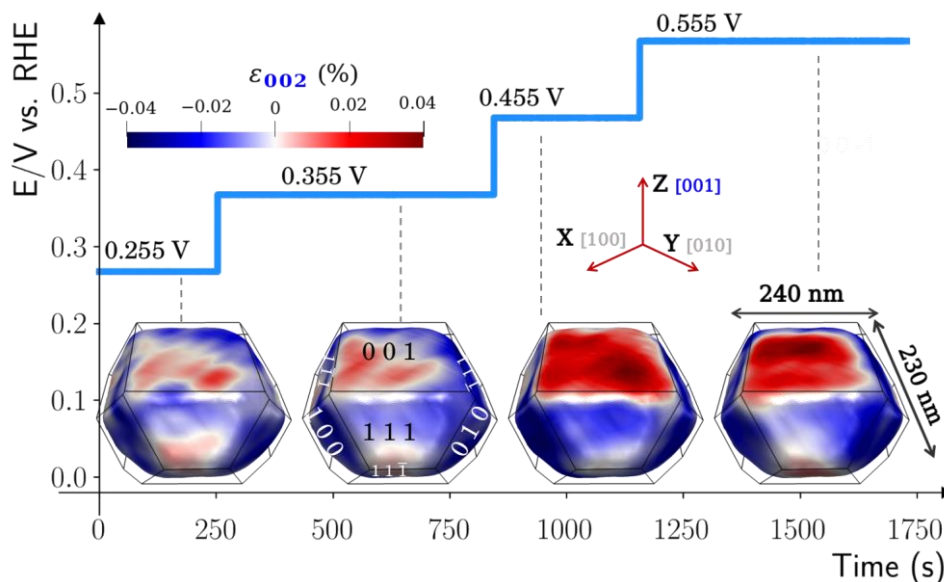 E/V vs. RHE
0.555 V
ε₀₀₂ (%)
−0.04 −0.02 0 0.02 0.04
0.455 V
0.355 V
0.255 V
Z [001]
X [100]
Y [010]
240 nm
230 nm
0 0 1
1 1 1
1 0 0
0 1 0
1 1 1̄
0.5
0.4
0.3
0.2
0.1
0.0
0 250 500 750 1000 1250 1500 1750
Time (s)